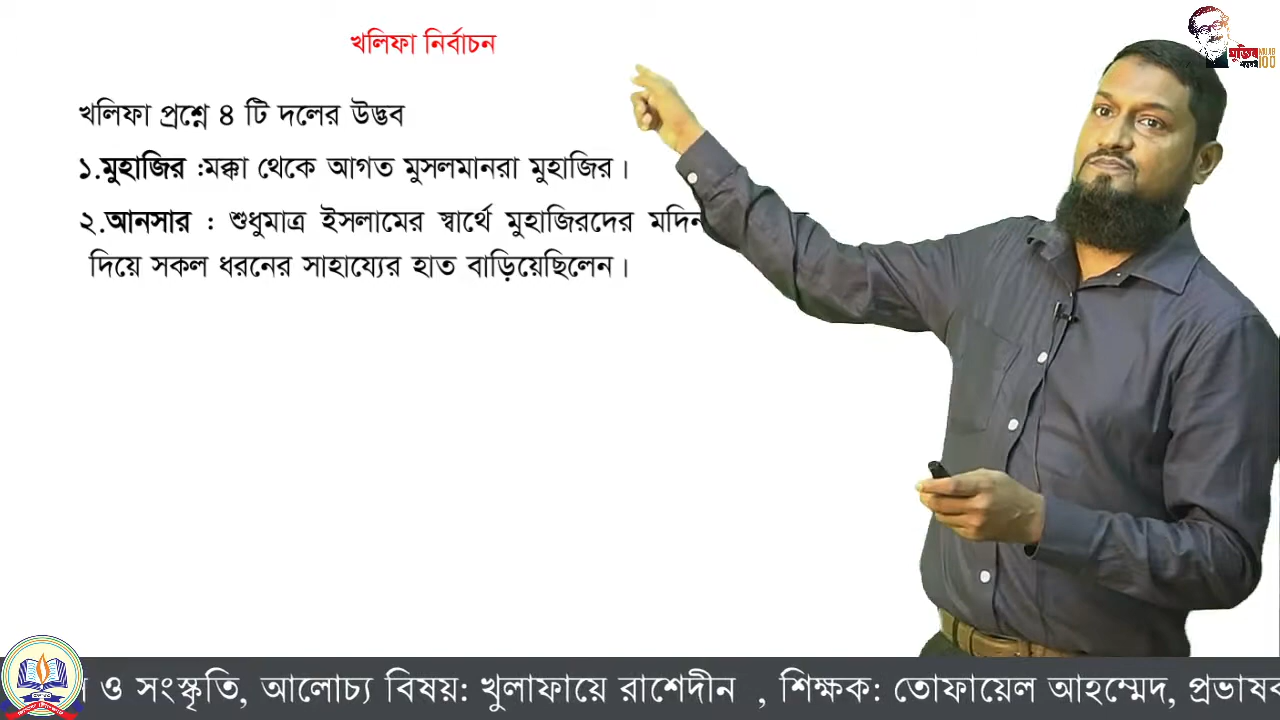 খলিফা নির্বাচন
মুজিব
100
খলিফা প্রশ্নে ৪ টি দলের উদ্ভব
১.মুহাজির :মক্কা থেকে আগত মুসলমানরা মুহাজির।
২.আনসার : শুধুমাত্র ইসলামের স্বার্থে মুহাজিরদের
দিয়ে সকল ধরনের সাহায্যের হাত বাড়িয়েছিলেন।
ও সংস্কৃতি, আলোচ্য বিষয়: খুলাফায়ে রাশেদীন , শিক্ষক: তোফায়েল আহম্মেদ,